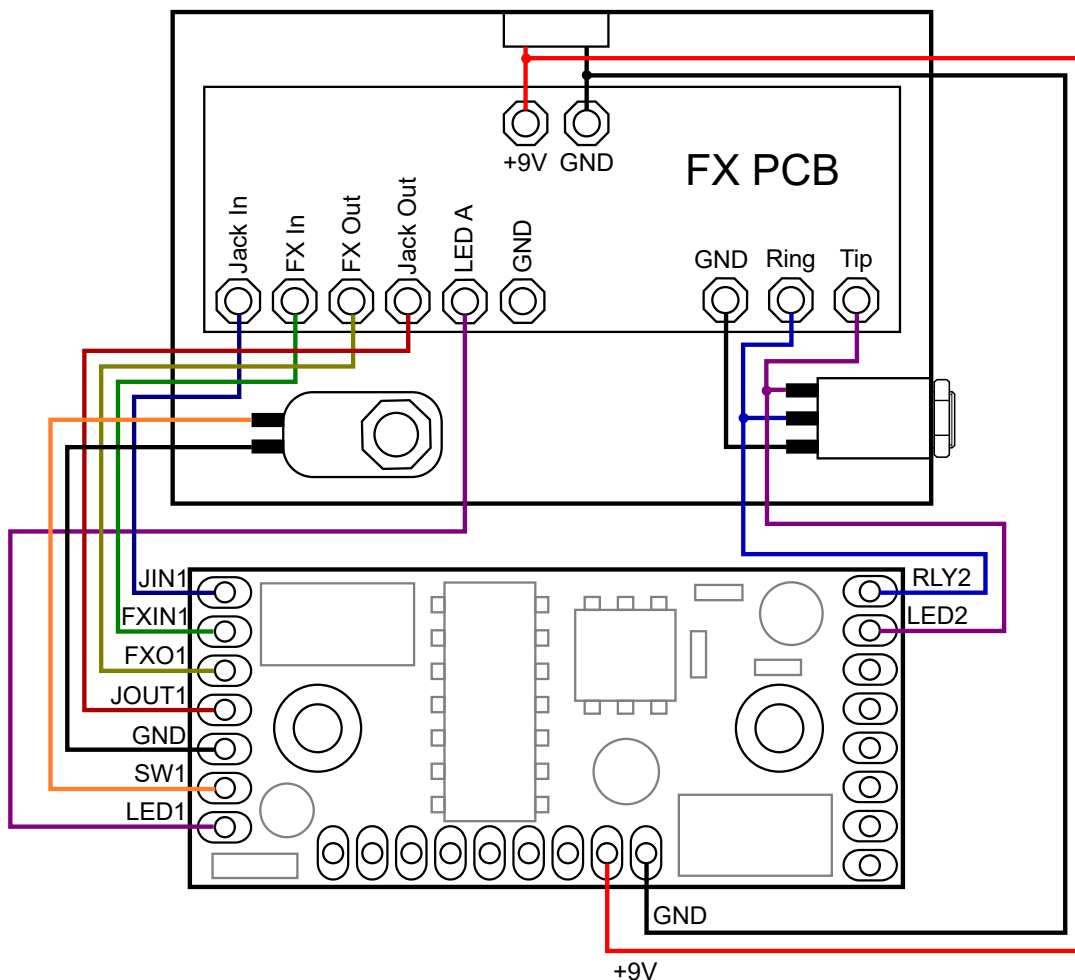 +9V
GND
FX PCB
Jack In
FX In
FX Out
Jack Out
LED A
GND
GND
Ring
Tip
JIN1
FXIN1
FXO1
JOUT1
GND
SW1
LED1
RLY2
LED2
GND
+9V